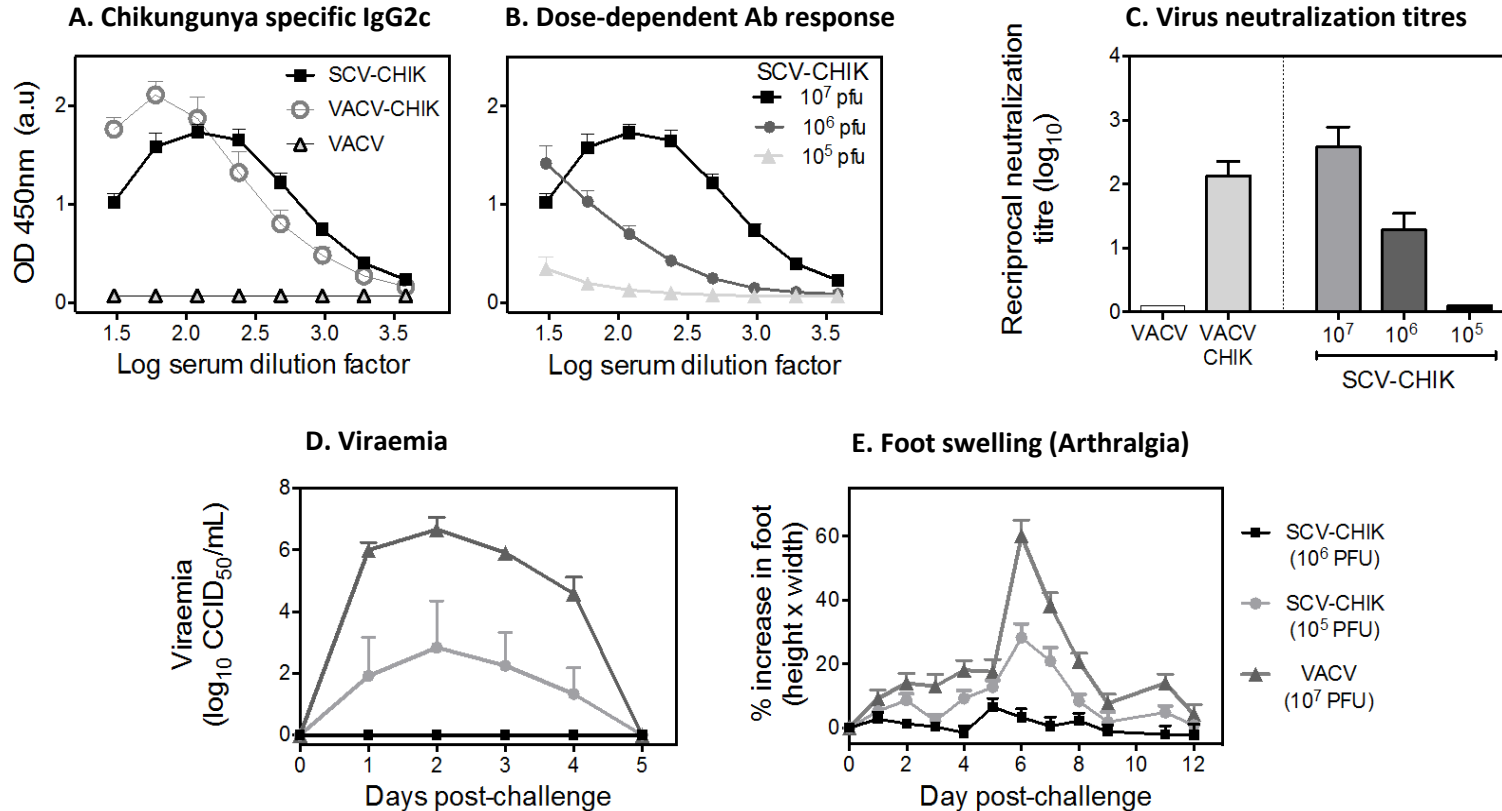 A. Chikungunya specific IgG2c
OD 450nm (a.u)
2
1
0
SCV-CHIK
VACV-CHIK
VACV
1.5 2.0 2.5 3.0 3.5
Log serum dilution factor
B. Dose-dependent Ab response
2
1
0
SCV-CHIK
10⁷ pfu
10⁶ pfu
10⁵ pfu
1.5 2.0 2.5 3.0 3.5
Log serum dilution factor
C. Virus neutralization titres
Recriprocal neutralization
titre (log₁₀)
4
3
2
1
0
VACV VACV CHIK 10⁷ 10⁶ 10⁵
SCV-CHIK
D. Viraemia
Viraemia
(log₁₀ CCID₅₀/mL)
8
6
4
2
0
0 1 2 3 4 5
Days post-challenge
E. Foot swelling (Arthralgia)
% increase in foot
(height x width)
60
40
20
0
0 2 4 6 8 10 12
Day post-challenge
SCV-CHIK
(10⁶ PFU)
SCV-CHIK
(10⁵ PFU)
VACV
(10⁷ PFU)